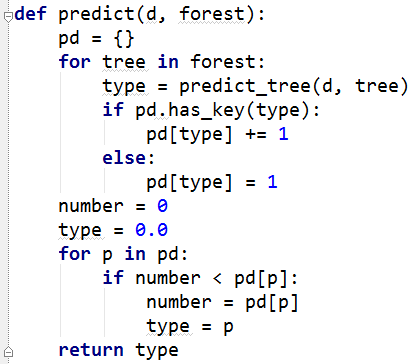 def predict(d, forest):
    pd = {}
    for tree in forest:
        type = predict_tree(d, tree)
        if pd.has_key(type):
            pd[type] += 1
        else:
            pd[type] = 1
    number = 0
    type = 0.0
    for p in pd:
        if number < pd[p]:
            number = pd[p]
            type = p
    return type